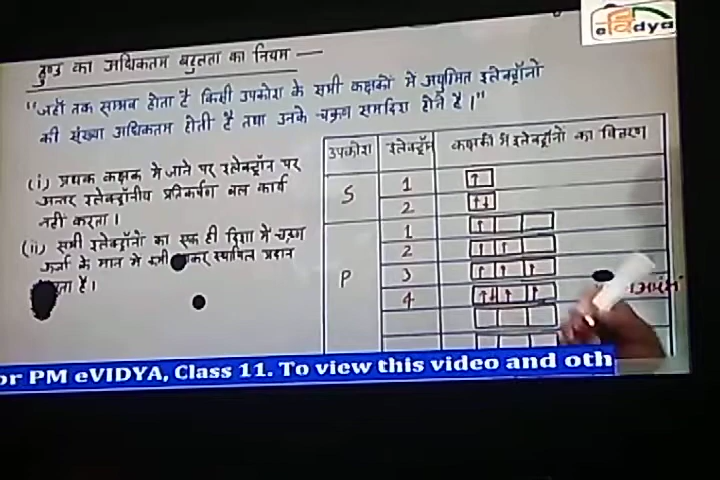 eविdya
हुण्ड का अधिकतम बहुलता का नियम —
"जहाँ तक सम्भव होता है किसी उपकोश के सभी कक्षकों में अयुग्मित इलेक्ट्रॉनो
की संख्या अधिकतम होती है तथा उनके चक्रण समदिश होते है।"
(i) प्रथक कक्षक मे जाने पर इलेक्ट्रॉन पर
अन्तर इलेक्ट्रॉनीय प्रतिकर्षण बल कार्य
नहीं करता।
(ii) सभी इलेक्ट्रॉनो का एक ही दिशा में चक्रण
ऊर्जा के मान मे कमी स्थायित्व प्रदान
है।
उपकोश इलेक्ट्रॉन कक्षकों में इलेक्ट्रॉनों का वितरण
S 1 ↑
2 ↑↓
P 1 ↑
2 ↑ ↑
3 ↑ ↑ ↑
4 ↑↓ ↑ ↑
or PM eVIDYA, Class 11. To view this video and oth